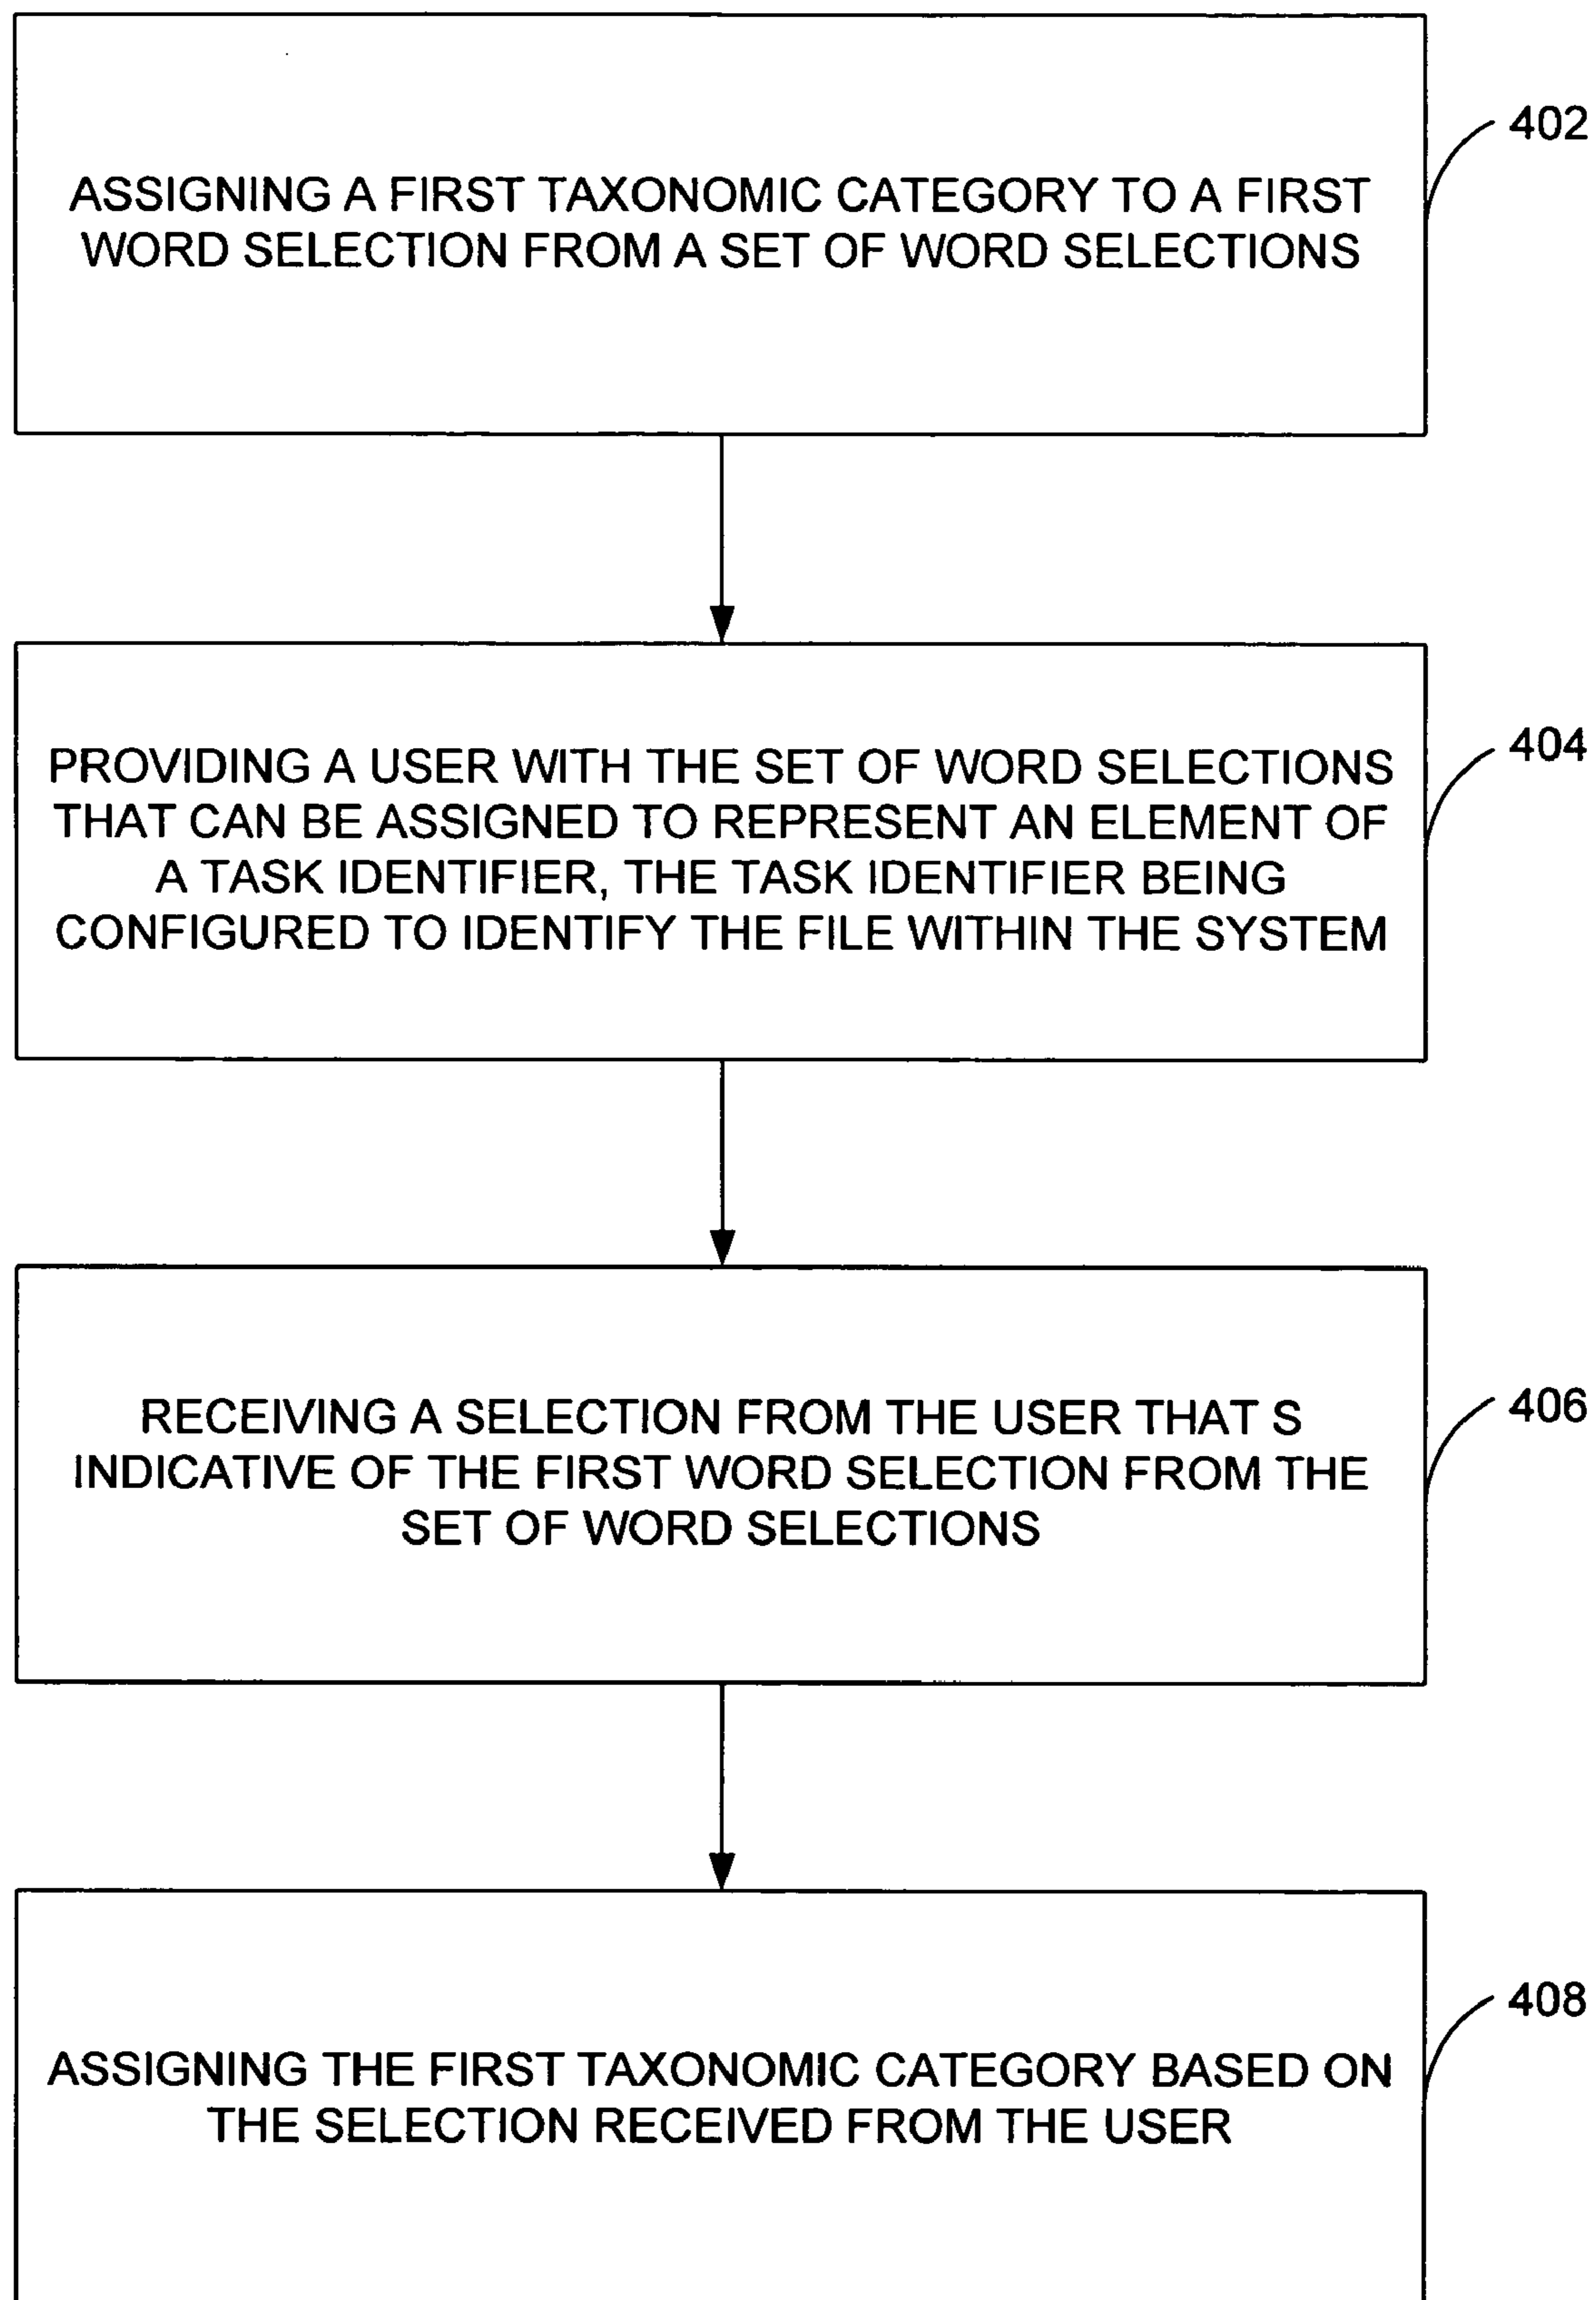 ASSIGNING A FIRST TAXONOMIC CATEGORY TO A FIRST
WORD SELECTION FROM A SET OF WORD SELECTIONS
402
PROVIDING A USER WITH THE SET OF WORD SELECTIONS
THAT CAN BE ASSIGNED TO REPRESENT AN ELEMENT OF
A TASK IDENTIFIER, THE TASK IDENTIFIER BEING
CONFIGURED TO IDENTIFY THE FILE WITHIN THE SYSTEM
404
RECEIVING A SELECTION FROM THE USER THAT S
INDICATIVE OF THE FIRST WORD SELECTION FROM THE
SET OF WORD SELECTIONS
406
ASSIGNING THE FIRST TAXONOMIC CATEGORY BASED ON
THE SELECTION RECEIVED FROM THE USER
408